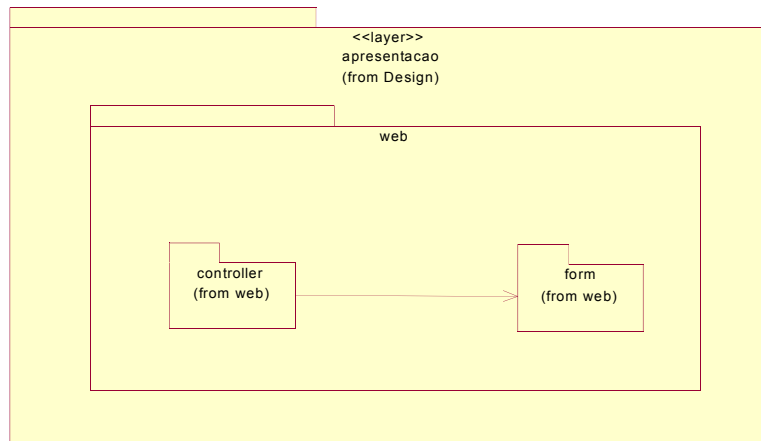 <<layer>>
apresentacao
(from Design)
web
controller
(from web)
form
(from web)